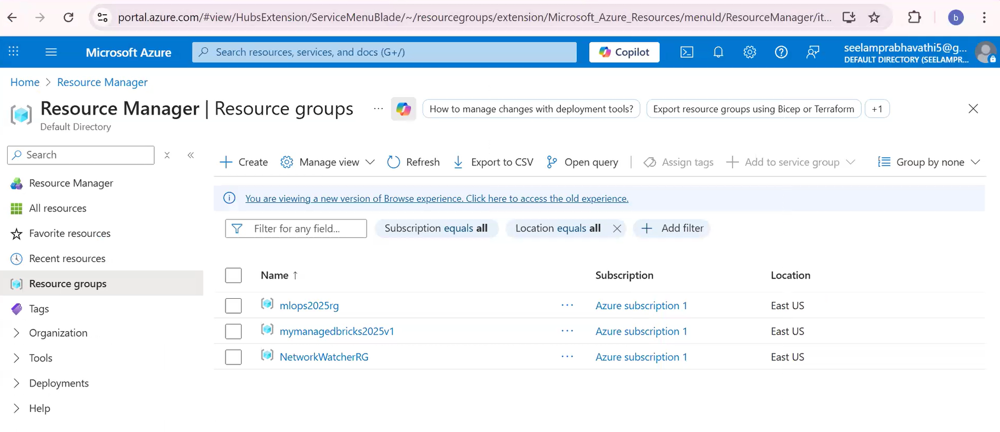 portal.azure.com/#view/HubsExtension/ServiceMenuBlade/~/resourcegroups/extension/Microsoft_Azure_Resources/menuId/ResourceManager/it...
b
Microsoft Azure
Search resources, services, and docs (G+/)
Copilot
seelamprabhavathi5@g...
DEFAULT DIRECTORY (SEELAMPR...
Home > Resource Manager
Resource Manager | Resource groups
...
How to manage changes with deployment tools?
Export resource groups using Bicep or Terraform
+1
Default Directory
Search
Create
Manage view
Refresh
Export to CSV
Open query
Assign tags
Add to service group
Group by none
Resource Manager
All resources
Favorite resources
Recent resources
Resource groups
Tags
Organization
Tools
Deployments
Help
You are viewing a new version of Browse experience. Click here to access the old experience.
Filter for any field...
Subscription equals all
Location equals all
Add filter
Name ↑ Subscription Location
mlops2025rg ... Azure subscription 1 East US
mymanagedbricks2025v1 ... Azure subscription 1 East US
NetworkWatcherRG ... Azure subscription 1 East US